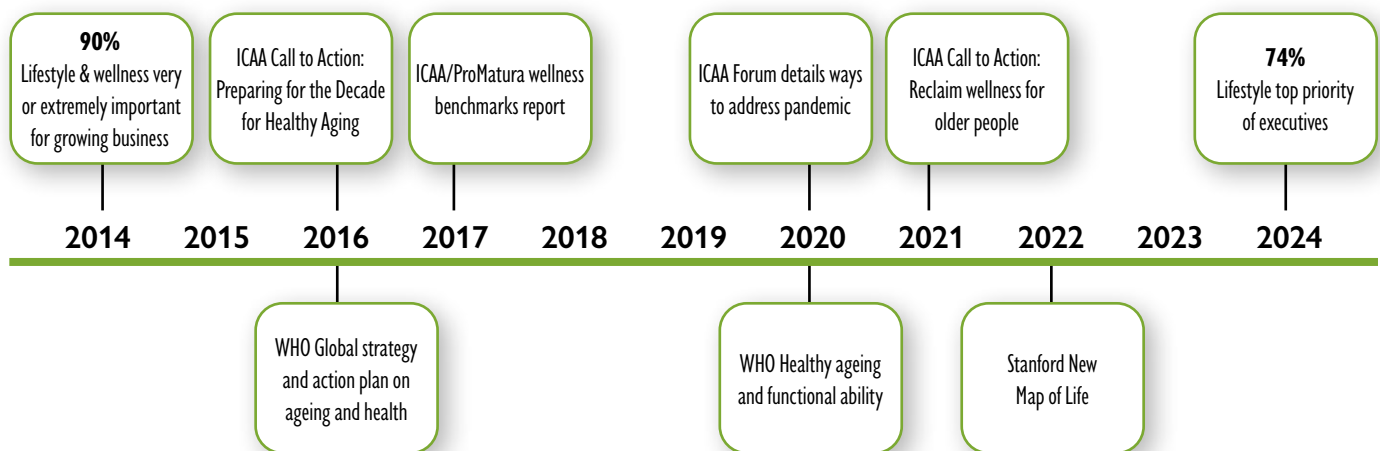 90%
Lifestyle & wellness very
or extremely important
for growing business
ICAA Call to Action:
Preparing for the Decade
for Healthy Aging
ICAA/ProMatura wellness
benchmarks report
ICAA Forum details ways
to address pandemic
ICAA Call to Action:
Reclaim wellness for
older people
74%
Lifestyle top priority
of executives
2014 2015 2016 2017 2018 2019 2020 2021 2022 2023 2024
WHO Global strategy
and action plan on
ageing and health
WHO Healthy ageing
and functional ability
Stanford New
Map of Life